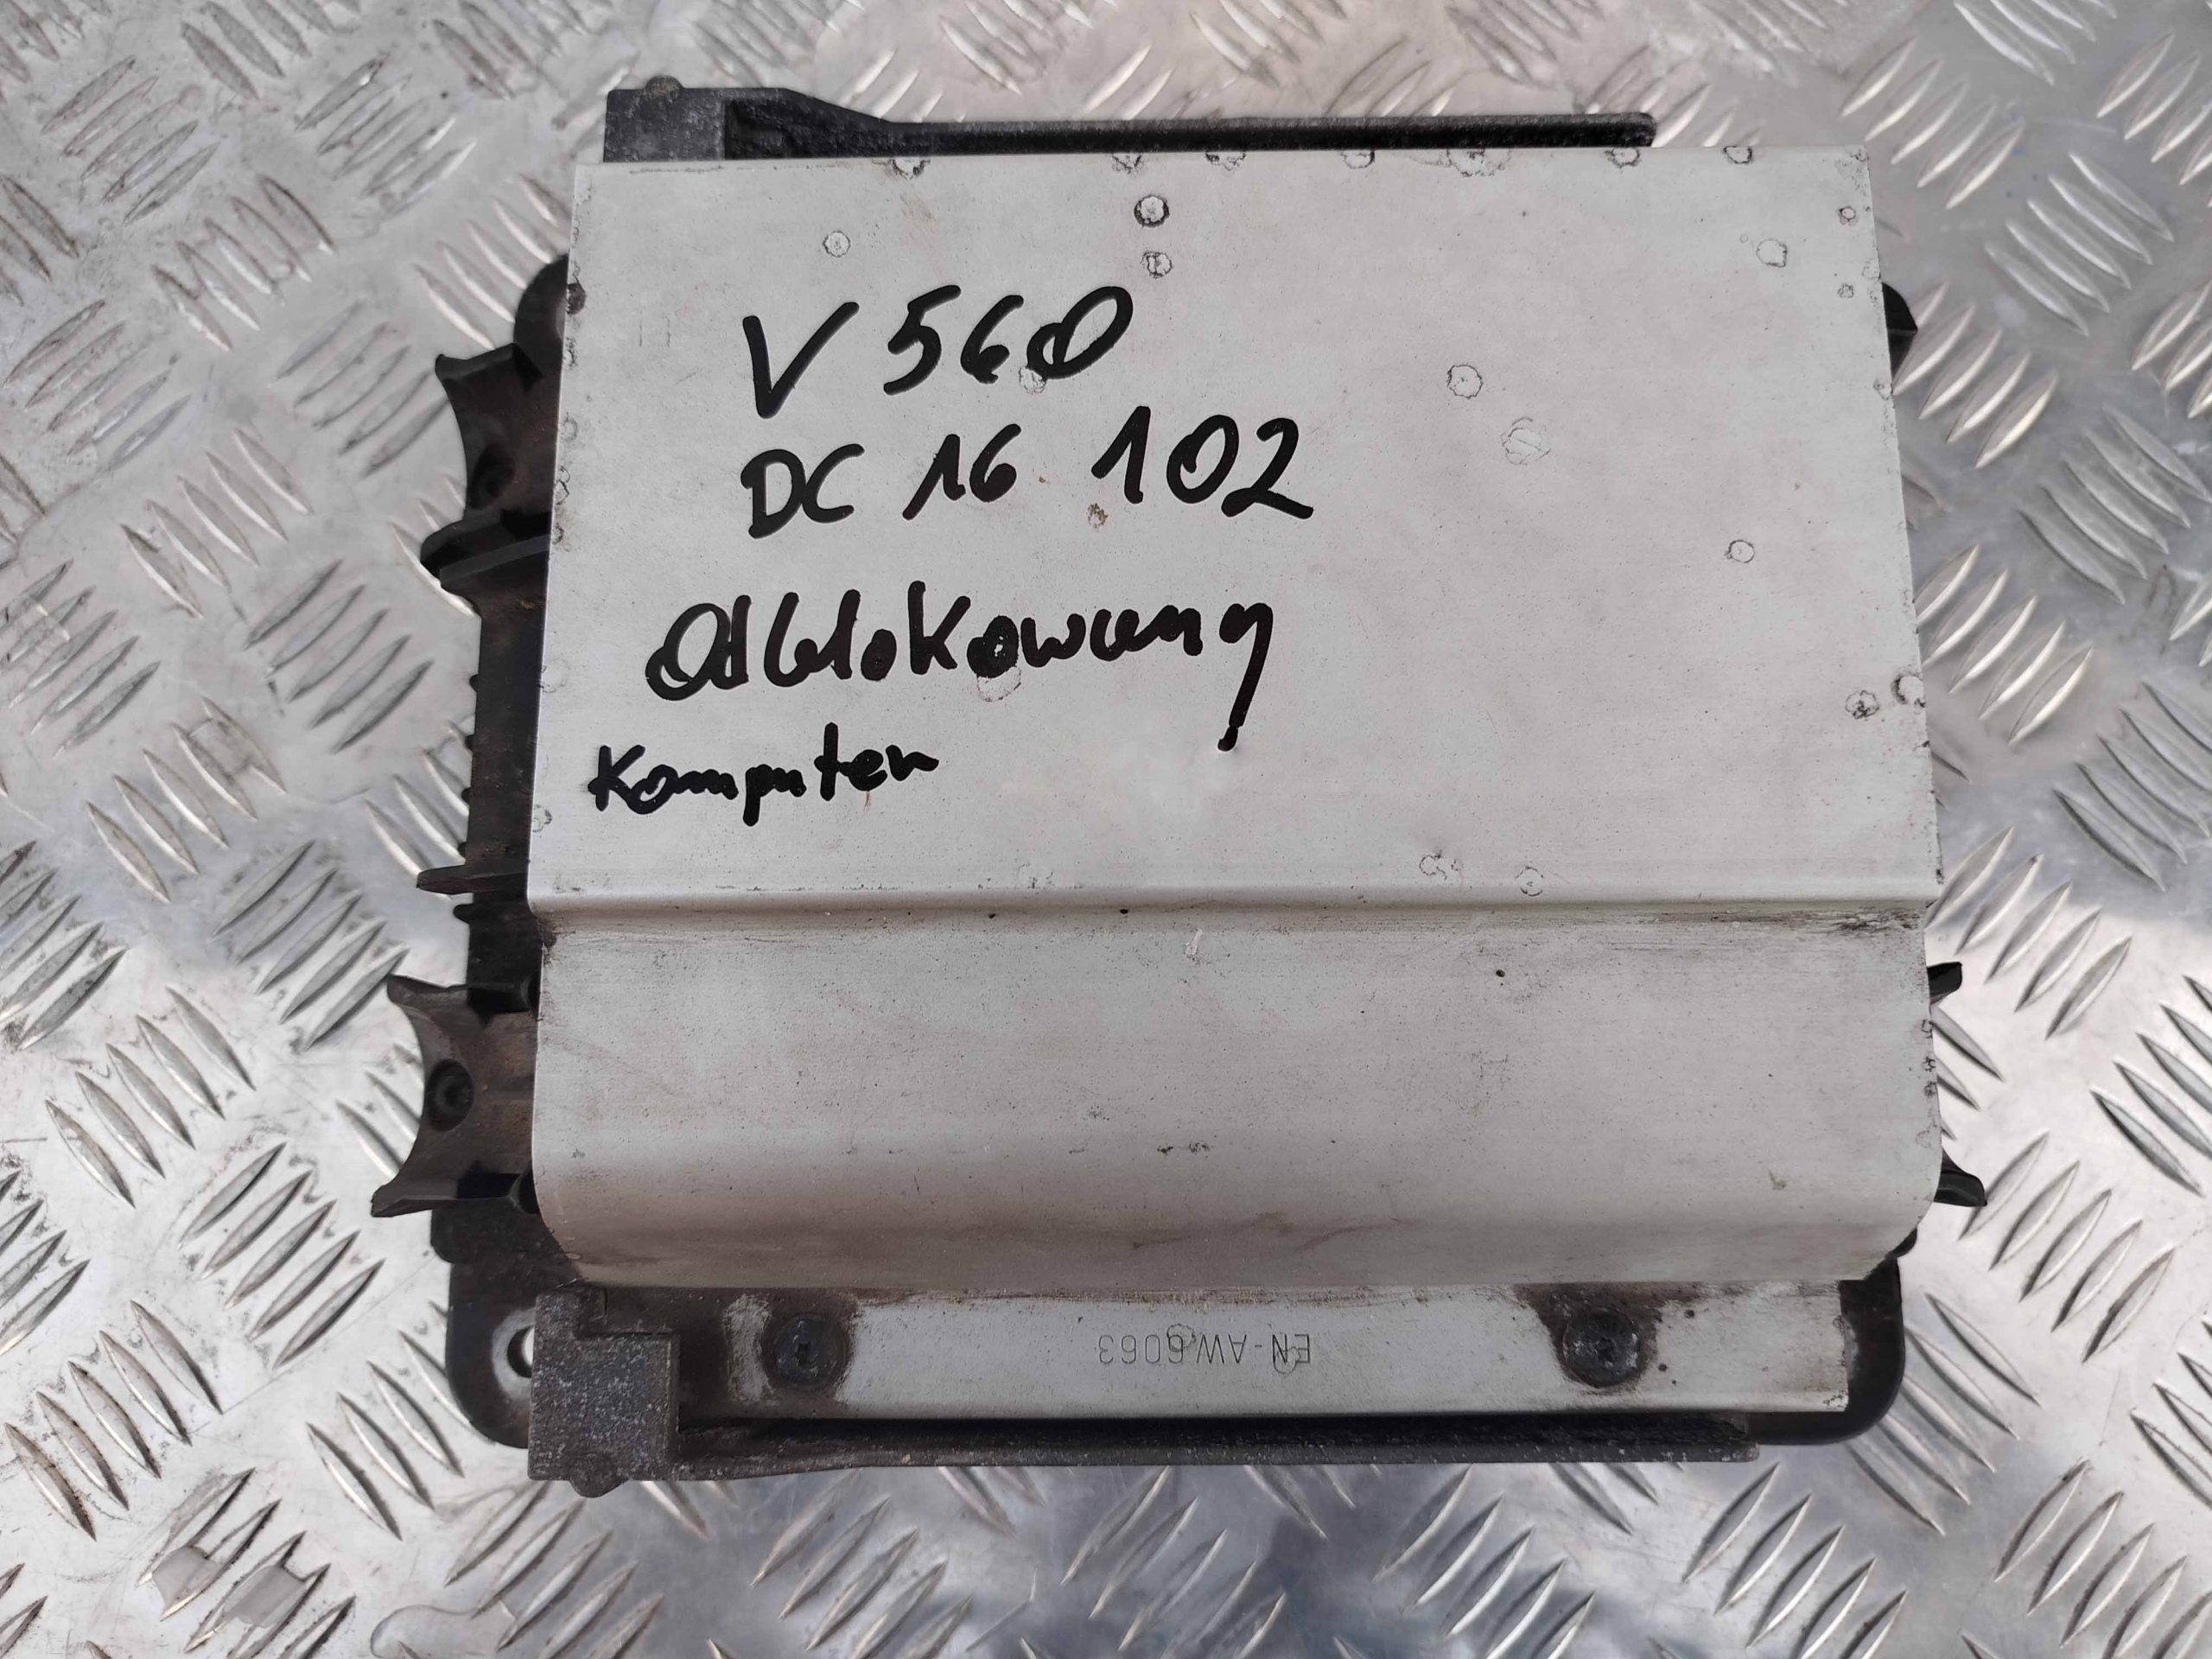 V 560
DC 16 102
Odblokowany
Komputer
EN-AW 6063